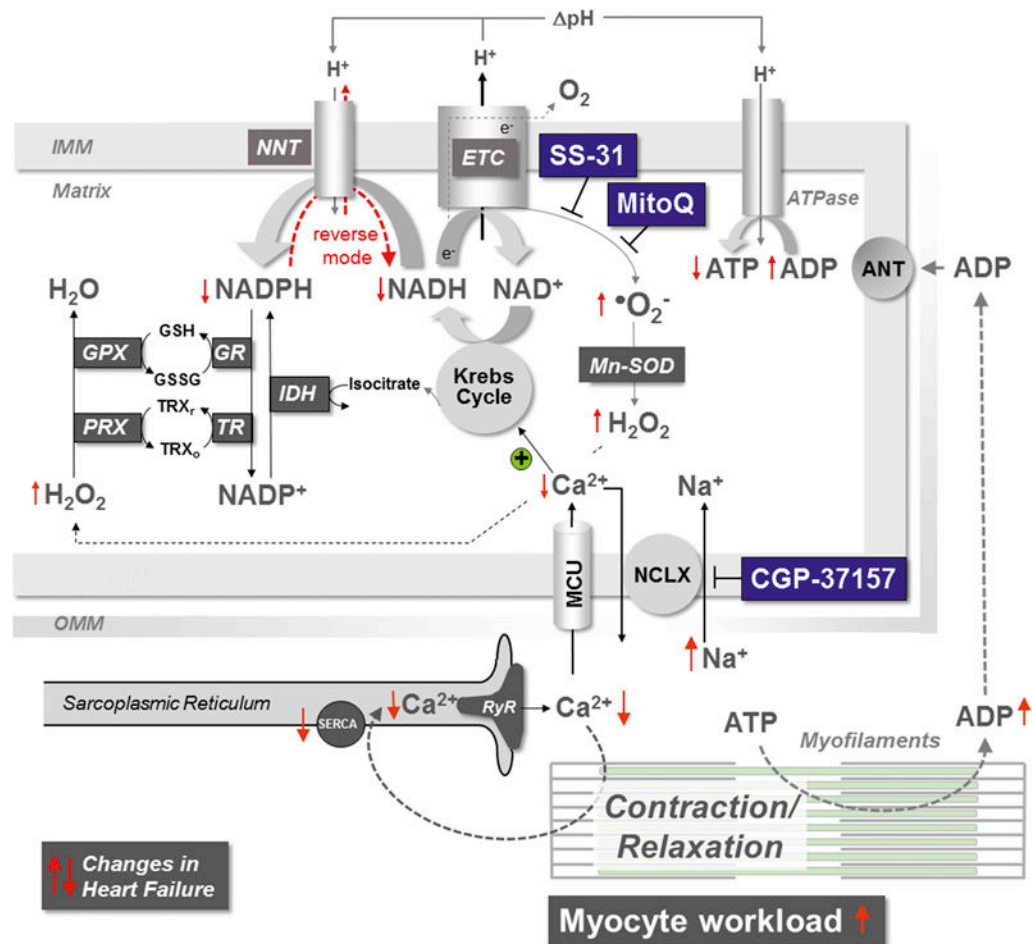 ΔpH
H⁺
H⁺
H⁺
O₂
e⁻
IMM
NNT
ETC
SS-31
Matrix
MitoQ
ATPase
reverse
mode
e⁻
↓ATP ↑ADP
ANT
ADP
H₂O
↓NADPH
↓NADH
NAD⁺
↑•O₂⁻
GSH
GPX
GR
GSSG
Mn-SOD
IDH
Isocitrate
Krebs
Cycle
TRXᵣ
PRX
TR
TRXₒ
↑H₂O₂
↑H₂O₂
NADP⁺
+
↓Ca²⁺
Na⁺
MCU
NCLX
CGP-37157
OMM
↑Na⁺
Sarcoplasmic Reticulum
SERCA
↓
↓Ca²⁺
RyR
Ca²⁺↓
ATP
ADP↑
Myofilaments
Contraction/
Relaxation
↑↓ Changes in
Heart Failure
Myocyte workload ↑